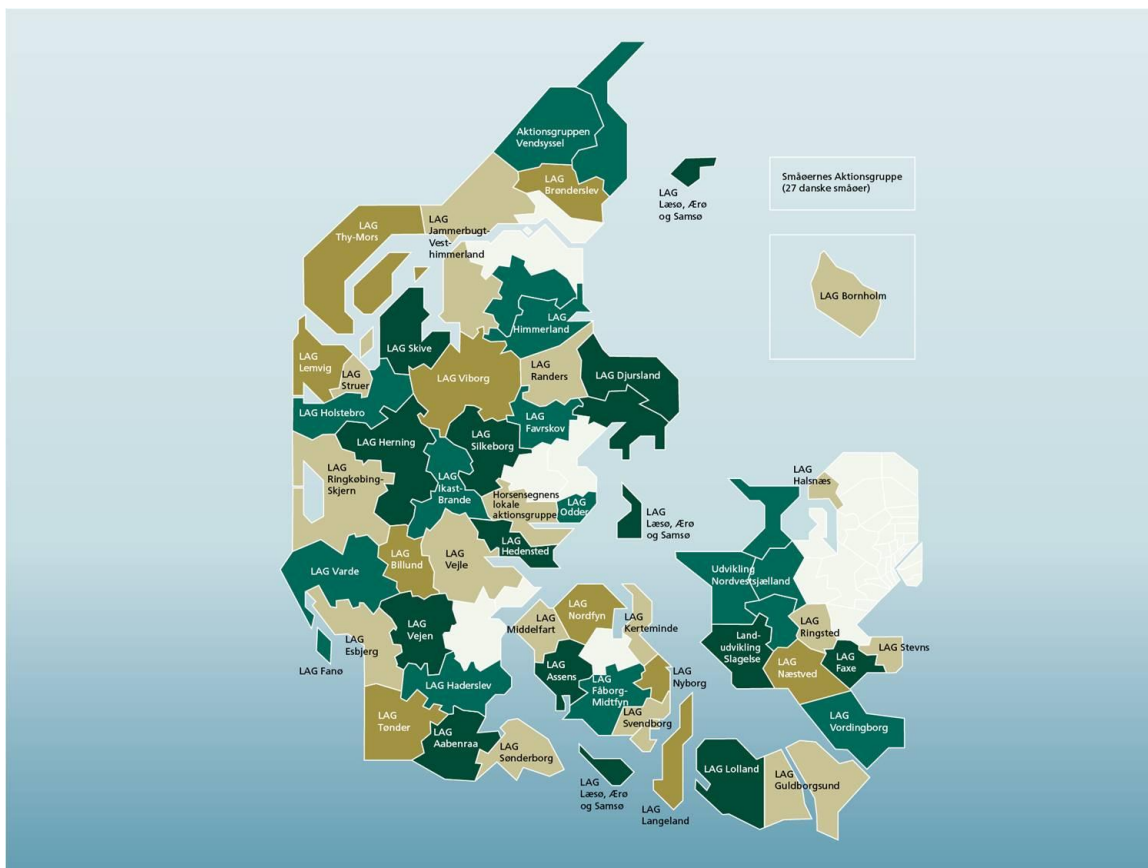 Aktionsgruppen
Vendsyssel
LAG
Brønderslev
LAG
Læsø, Ærø
og Samsø
Småøernes Aktionsgruppe
(27 danske småøer)
LAG
Thy-Mors
LAG
Jammerbugt-
Vest-
himmerland
LAG Bornholm
LAG
Himmerland
LAG Skive
LAG
Lemvig
LAG
Struer
LAG Viborg
LAG
Randers
LAG Djursland
LAG Holstebro
LAG
Favrskov
LAG Herning
LAG
Silkeborg
LAG
Ringkøbing-
Skjern
LAG
Ikast-
Brande
Horsensegnens
lokale
aktionsgruppe
LAG
Odder
LAG
Læsø, Ærø
og Samsø
LAG
Halsnæs
LAG
Hedensted
LAG
Billund
LAG
Vejle
LAG Varde
Udvikling
Nordvestsjælland
LAG
Vejen
LAG
Esbjerg
LAG Fanø
LAG
Middelfart
LAG
Nordfyn
LAG
Kerteminde
Land-
udvikling
Slagelse
LAG
Ringsted
LAG Stevns
LAG
Faxe
LAG
Næstved
LAG Haderslev
LAG
Assens
LAG
Fåborg-
Midtfyn
LAG
Nyborg
LAG
Svendborg
LAG
Vordingborg
LAG
Tønder
LAG
Aabenraa
LAG
Sønderborg
LAG
Læsø, Ærø
og Samsø
LAG
Langeland
LAG Lolland
LAG
Guldborgsund